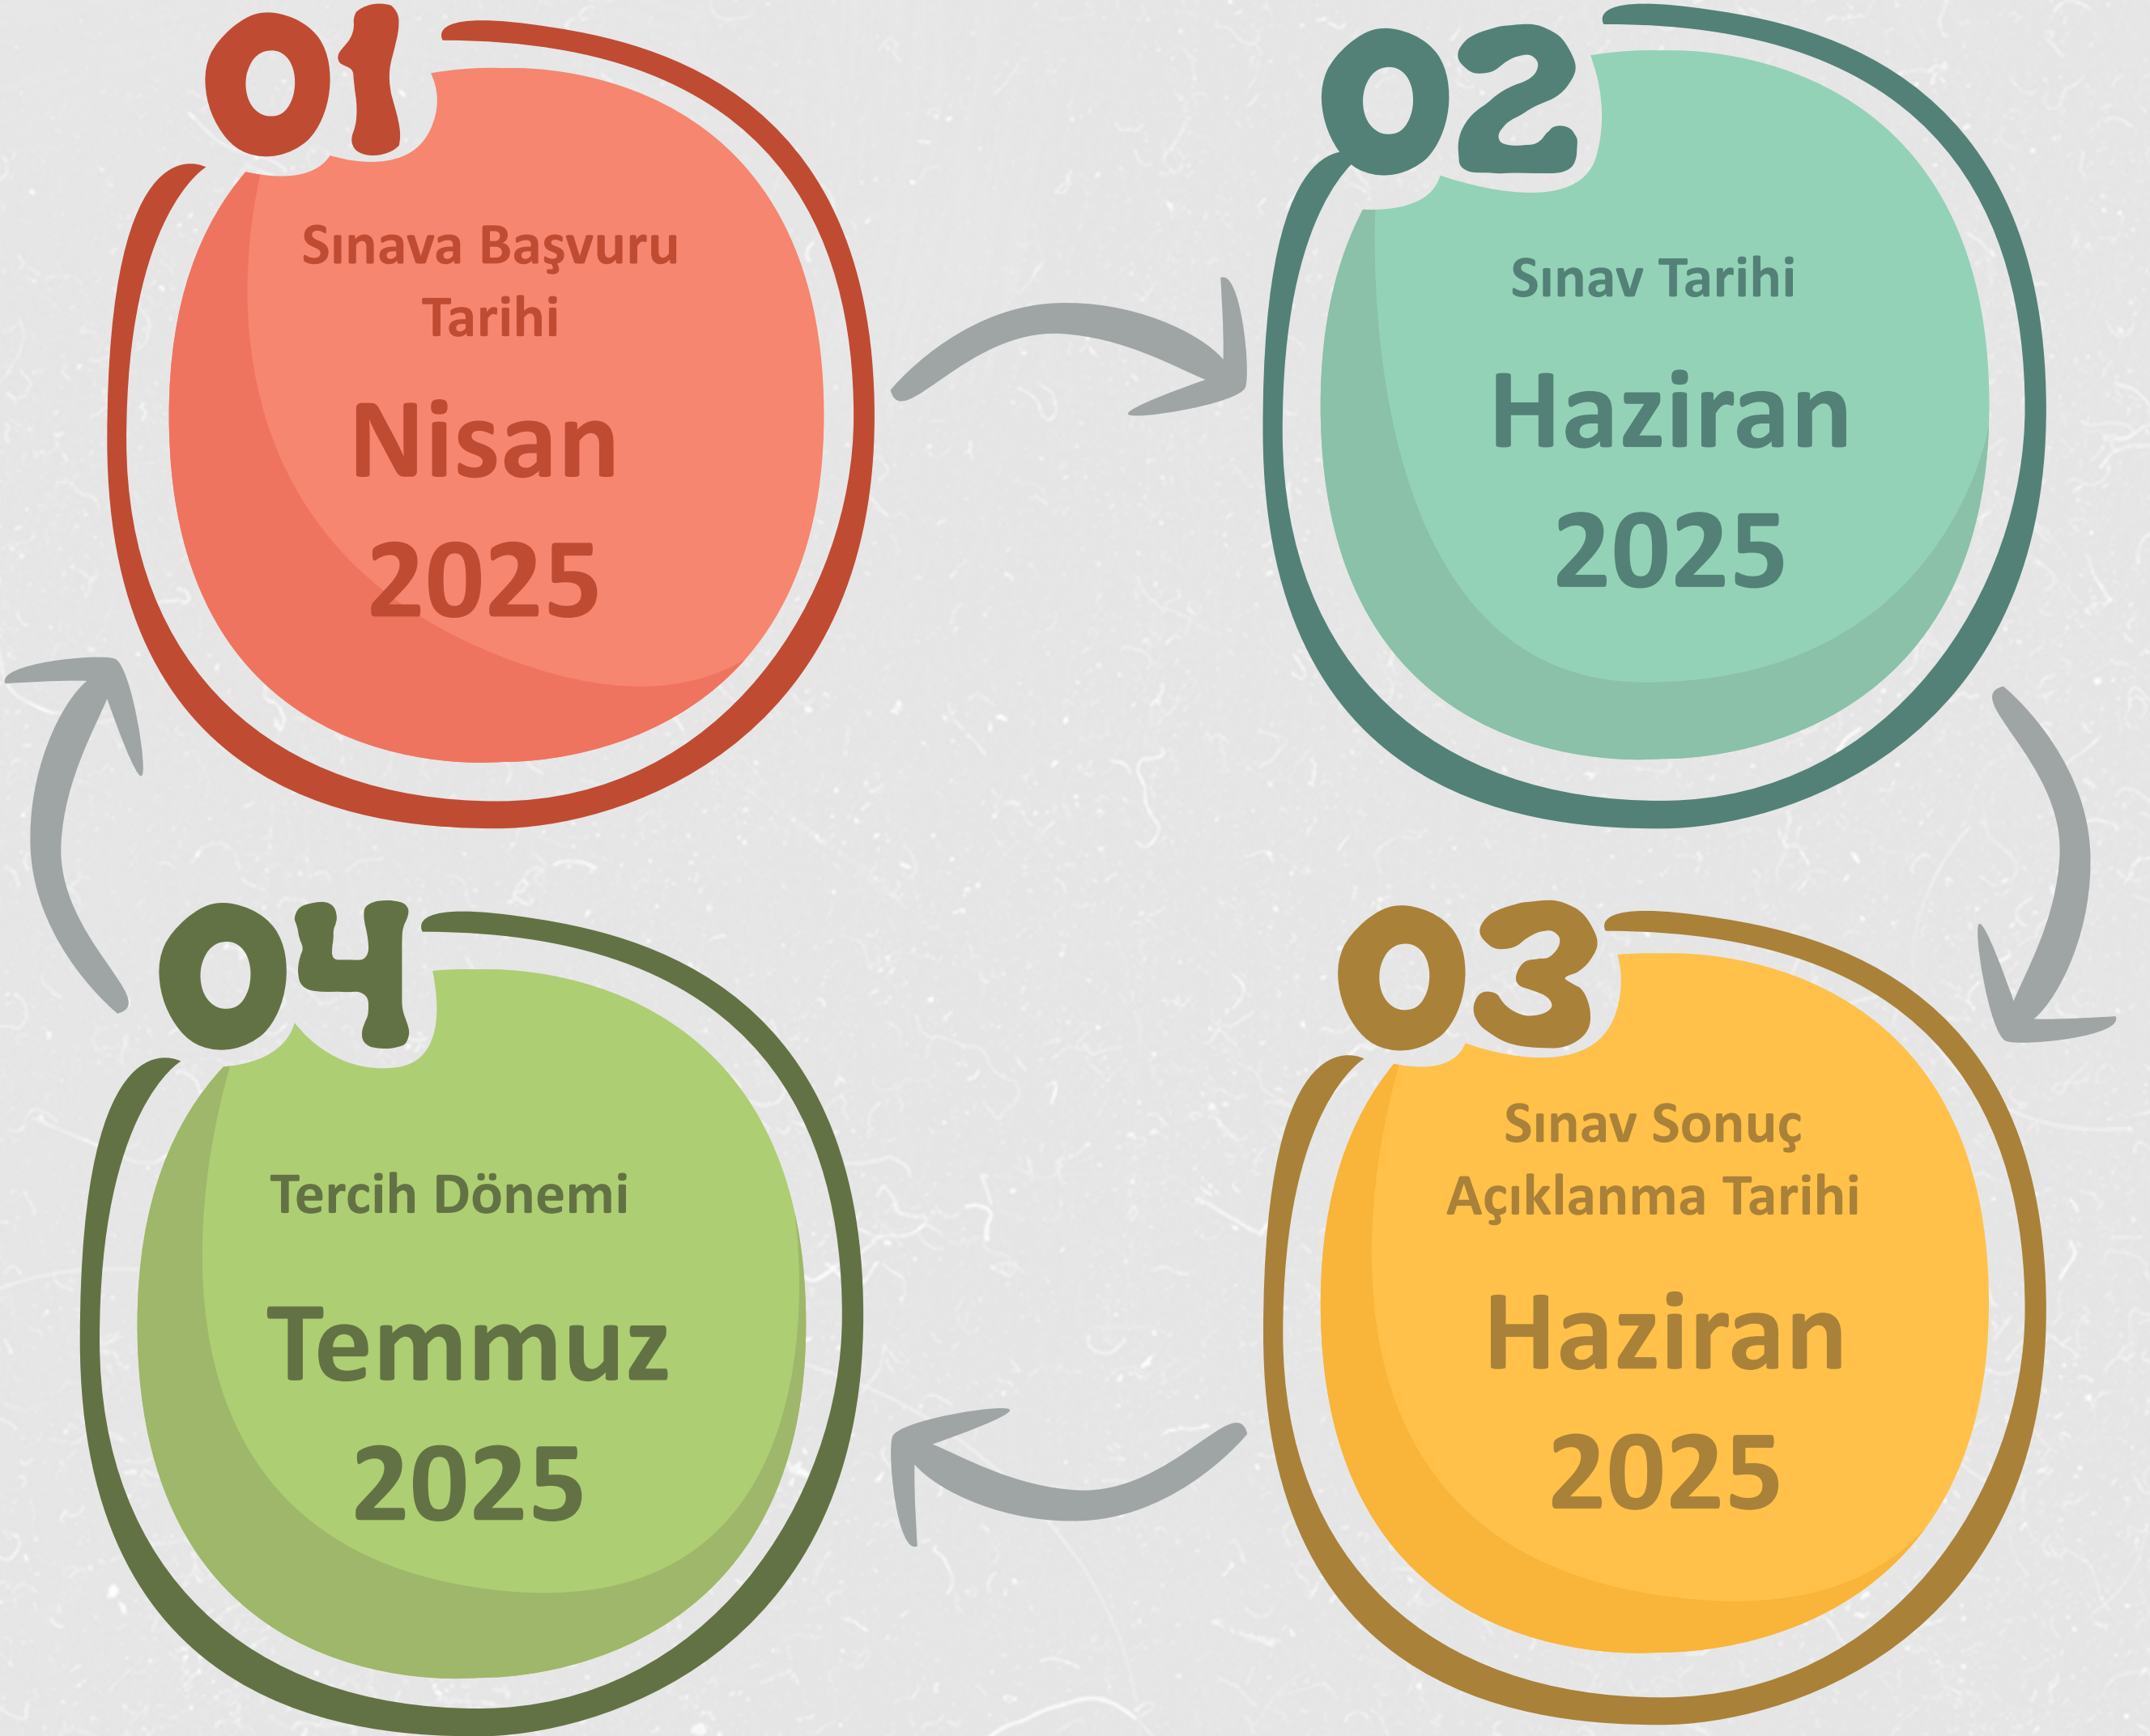 01
Sınava Başvuru
Tarihi
Nisan
2025
02
Sınav Tarihi
Haziran
2025
03
Sınav Sonuç
Açıklanma Tarihi
Haziran
2025
04
Tercih Dönemi
Temmuz
2025